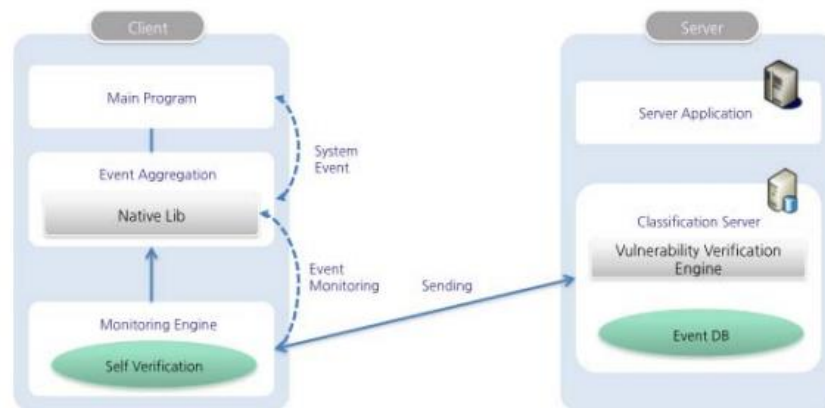 Client
Main Program
System
Event
Event Aggregation
Native Lib
Event
Monitoring
Sending
Monitoring Engine
Self Verification
Server
Server Application
Classification Server
Vulnerability Verification
Engine
Event DB